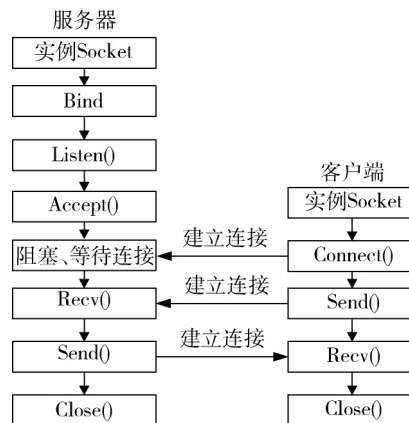 服务器
实例Socket
Bind
Listen()
Accept()
阻塞、等待连接
Recv()
Send()
Close()
建立连接
建立连接
建立连接
客户端
实例Socket
Connect()
Send()
Recv()
Close()